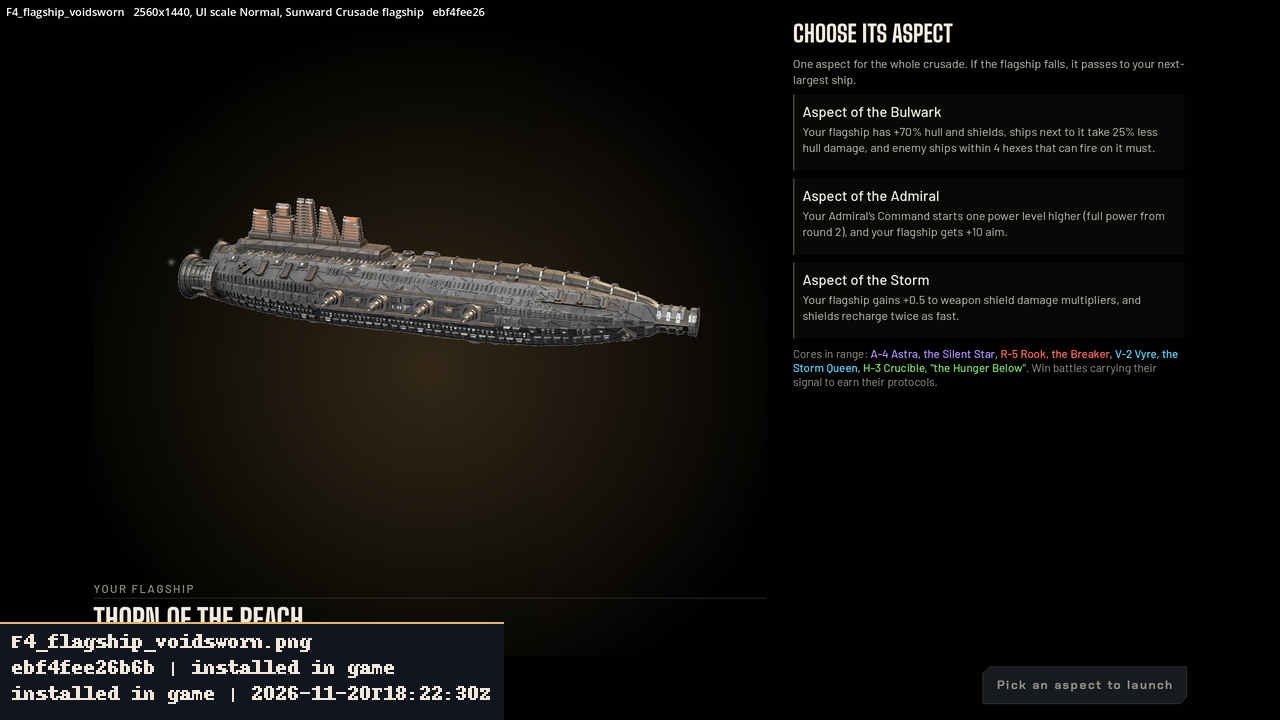 F4_flagship_voidsworn 2560x1440, UI scale Normal, Sunward Crusade flagship ebf4fee26
CHOOSE ITS ASPECT
One aspect for the whole crusade. If the flagship falls, it passes to your next-
largest ship.
Aspect of the Bulwark
Your flagship has +70% hull and shields, ships next to it take 25% less
hull damage, and enemy ships within 4 hexes that can fire on it must.
Aspect of the Admiral
Your Admiral's Command starts one power level higher (full power from
round 2), and your flagship gets +10 aim.
Aspect of the Storm
Your flagship gains +0.5 to weapon shield damage multipliers, and
shields recharge twice as fast.
Cores in range: A-4 Astra, the Silent Star, R-5 Rook, the Breaker, V-2 Vyre, the
Storm Queen, H-3 Crucible, "the Hunger Below". Win battles carrying their
signal to earn their protocols.
YOUR FLAGSHIP
THORN OF THE REACH
F4_flagship_voidsworn.png
ebf4fee26b6b | installed in game
installed in game | 2026-11-20T18:22:30Z
Pick an aspect to launch